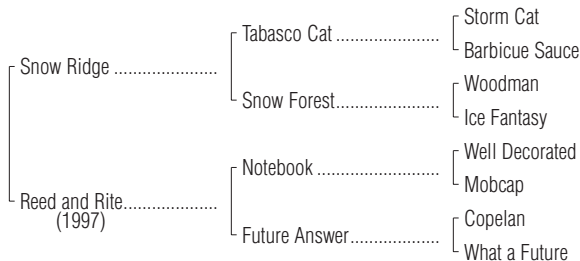 Storm Cat
Tabasco Cat ....................
Barbicue Sauce
Snow Ridge ....................
Woodman
Snow Forest....................
Ice Fantasy
Well Decorated
Notebook ........................
Mobcap
Reed and Rite..................
(1997)
Copelan
Future Answer..................
What a Future